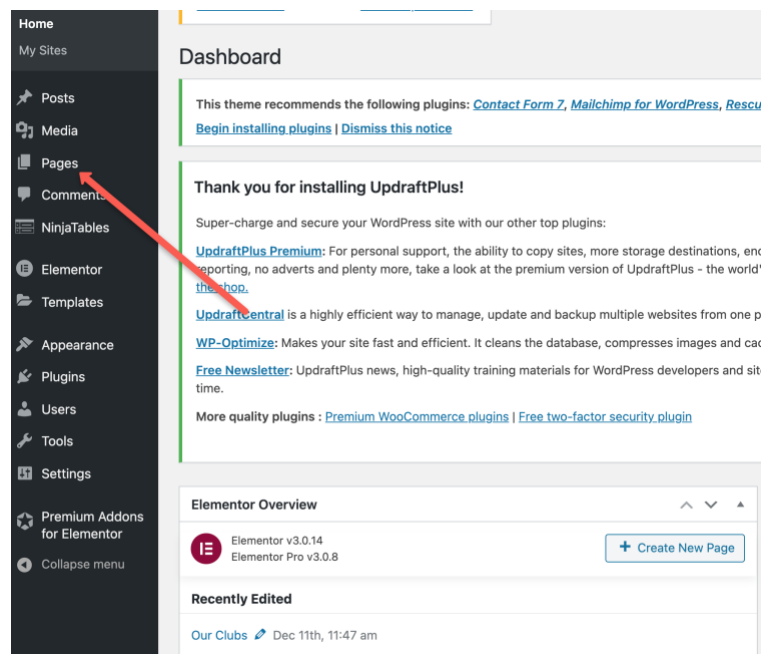 Home
My Sites
Posts
Media
Pages
Comments
NinjaTables
Elementor
Templates
Appearance
Plugins
Users
Tools
Settings
Premium Addons
for Elementor
Collapse menu
Dashboard
This theme recommends the following plugins: Contact Form 7, Mailchimp for WordPress,
Begin installing plugins | Dismiss this notice
Thank you for installing UpdraftPlus!
Super-charge and secure your WordPress site with our other top plugins:
UpdraftPlus Premium: For personal support, the ability to copy sites, more storage destinations,
reporting, no adverts and plenty more, take a look at the premium version of UpdraftPlus - the world'
the shop.
UpdraftCentral is a highly efficient way to manage, update and backup multiple websites from one
WP-Optimize: Makes your site fast and efficient. It cleans the database, compresses images and
Free Newsletter: UpdraftPlus news, high-quality training materials for WordPress developers and
time.
More quality plugins : Premium WooCommerce plugins | Free two-factor security plugin
Elementor Overview
Elementor v3.0.14
Elementor Pro v3.0.8
+ Create New Page
Recently Edited
Our Clubs Dec 11th, 11:47 am